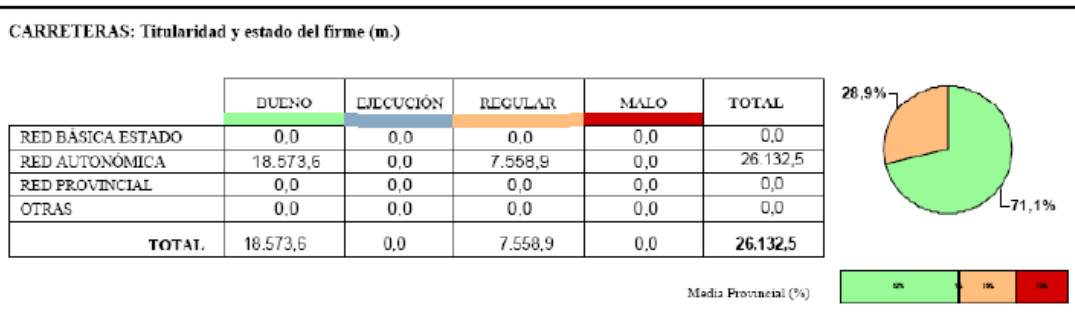 CARRETERAS: Titularidad y estado del firme (m.)
BUENO EJECUCIÓN REGULAR MALO TOTAL
RED BÁSICA ESTADO 0,0 0,0 0,0 0,0 0,0
RED AUTONÓMICA 18.573,6 0,0 7.558,9 0,0 26.132,5
RED PROVINCIAL 0,0 0,0 0,0 0,0 0,0
OTRAS 0,0 0,0 0,0 0,0 0,0
TOTAL 18.573,6 0,0 7.558,9 0,0 26.132,5
28,9%
71,1%
Media Provincial (%)